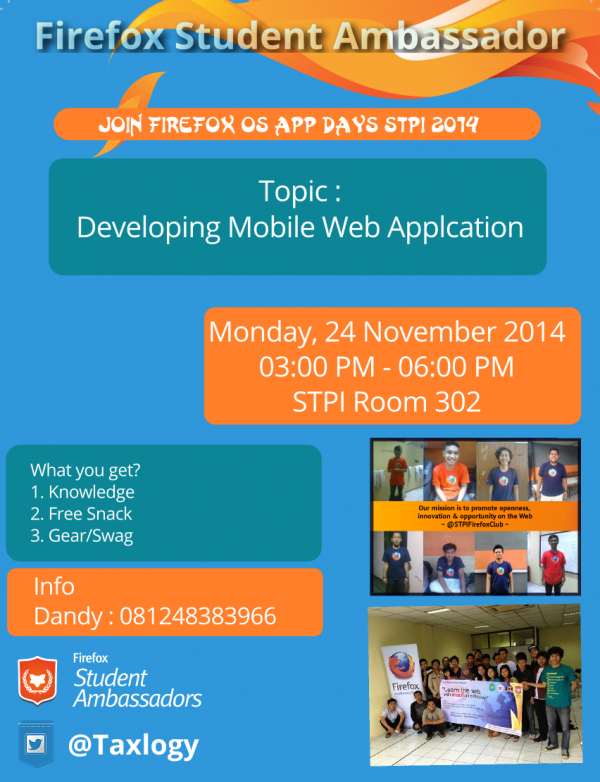 Firefox Student Ambassador
JOIN FIREFOX OS APP DAYS STPI 2014
Topic :
Developing Mobile Web Applcation
Monday, 24 November 2014
03:00 PM - 06:00 PM
STPI Room 302
What you get?
1. Knowledge
2. Free Snack
3. Gear/Swag
Our mission is to promote openness,
innovation & opportunity on the Web
~ @STPIFirefoxClub ~
Info
Dandy : 081248383966
Firefox
Student
Ambassadors
@Taxlogy
Firefox
"Learn the web